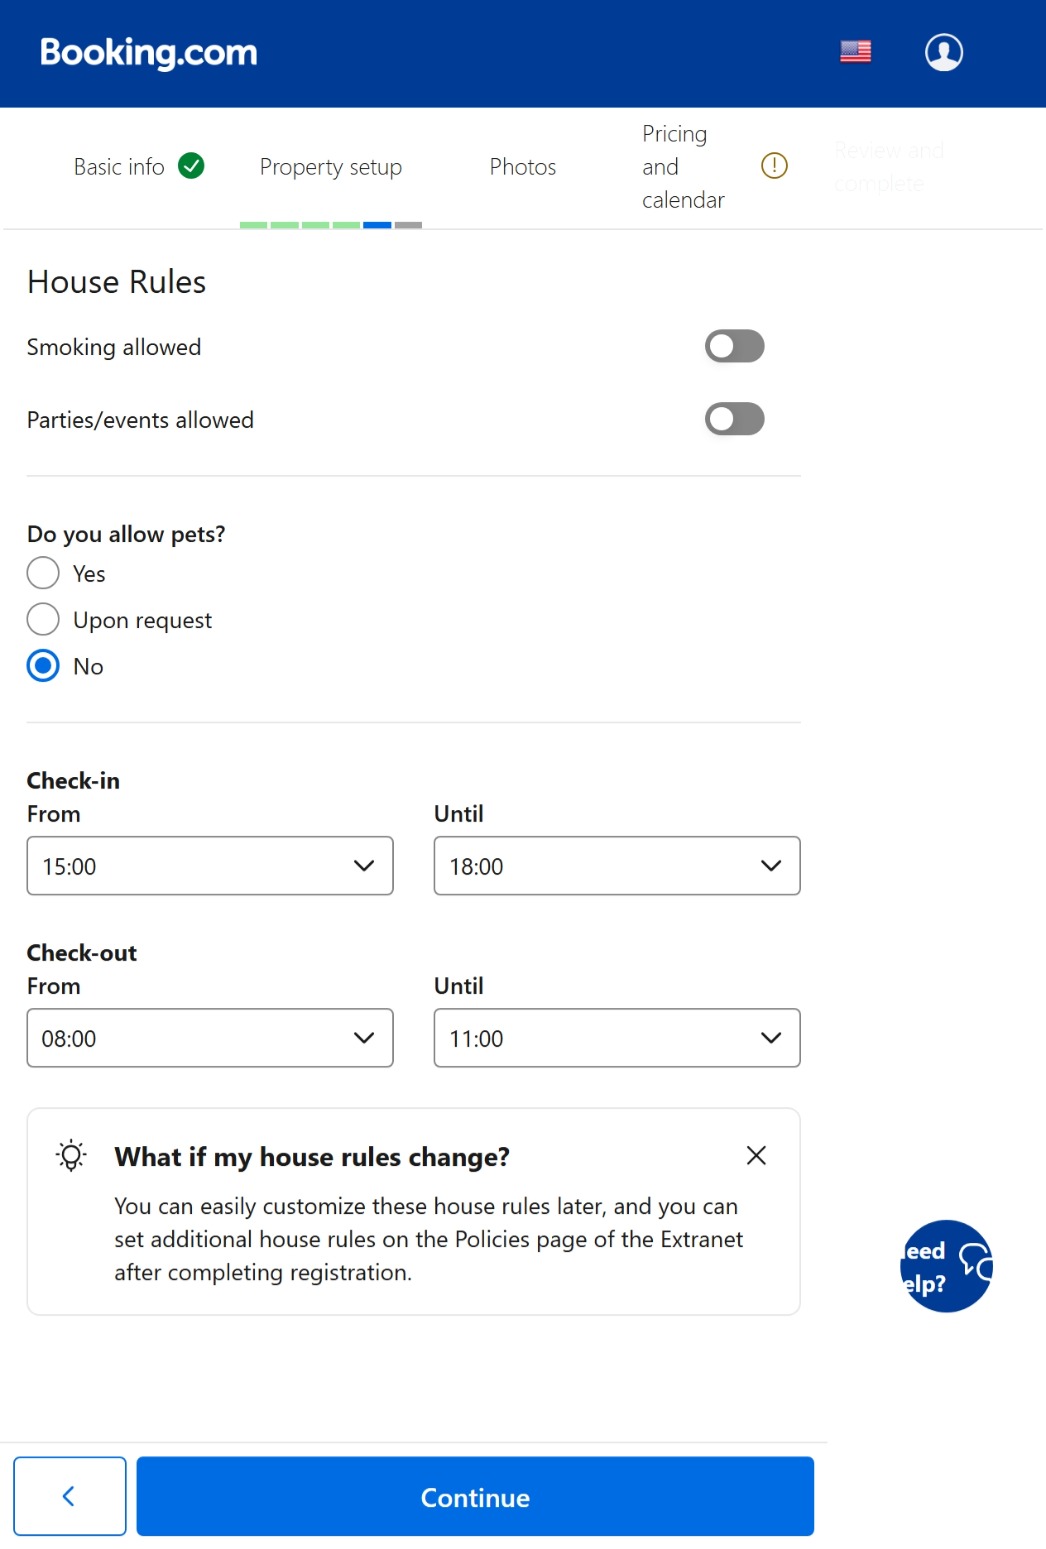 Booking.com
Basic info
Property setup
Photos
Pricing
and
calendar
Review and
complete
House Rules
Smoking allowed
Parties/events allowed
Do you allow pets?
Yes
Upon request
No
Check-in
From
Until
15:00
18:00
Check-out
From
Until
08:00
11:00
What if my house rules change?
You can easily customize these house rules later, and you can
set additional house rules on the Policies page of the Extranet
after completing registration.
eed
elp?
Continue